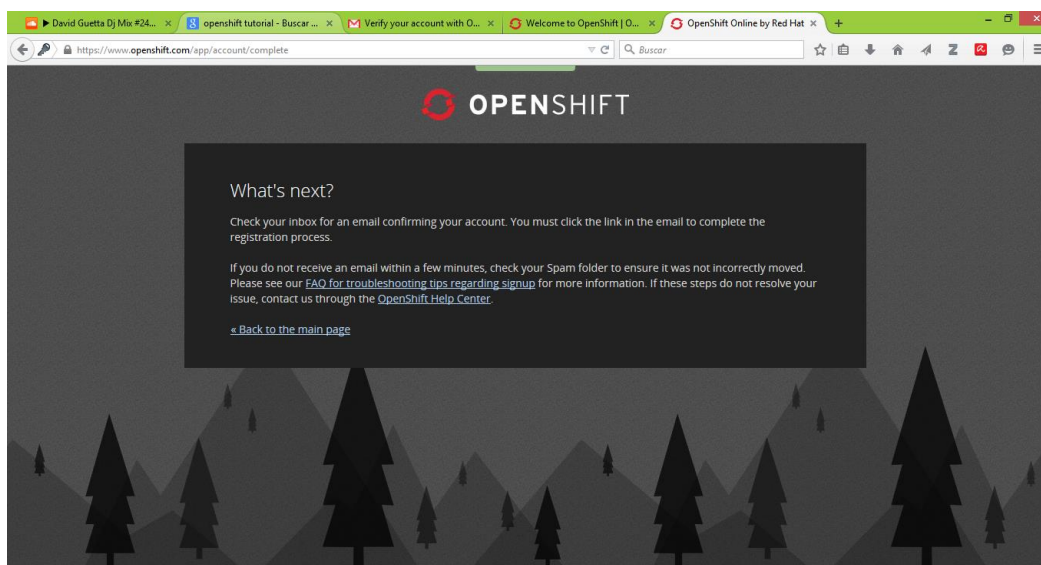 David Guetta Dj Mix #24...
openshift tutorial - Buscar ...
Verify your account with O...
Welcome to OpenShift | O...
OpenShift Online by Red Hat
https://www.openshift.com/app/account/complete
Buscar
OPENSHIFT
What's next?
Check your inbox for an email confirming your account. You must click the link in the email to complete the
registration process.
If you do not receive an email within a few minutes, check your Spam folder to ensure it was not incorrectly moved.
Please see our FAQ for troubleshooting tips regarding signup for more information. If these steps do not resolve your
issue, contact us through the OpenShift Help Center.
« Back to the main page